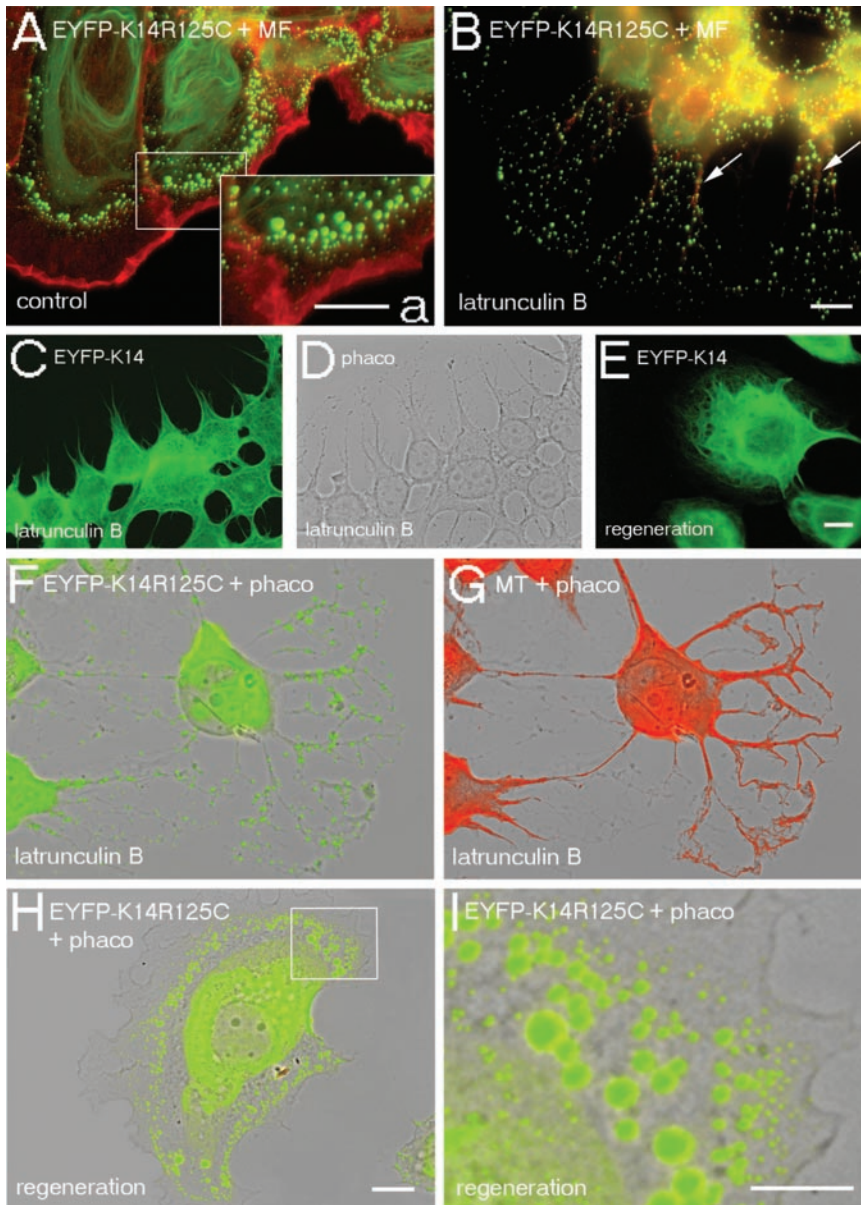 A EYFP-K14R125C + MF
control
a
B EYFP-K14R125C + MF
latrunculin B
C EYFP-K14
latrunculin B
D phaco
latrunculin B
E EYFP-K14
regeneration
F EYFP-K14R125C + phaco
latrunculin B
G MT + phaco
latrunculin B
H EYFP-K14R125C
+ phaco
regeneration
I EYFP-K14R125C + phaco
regeneration